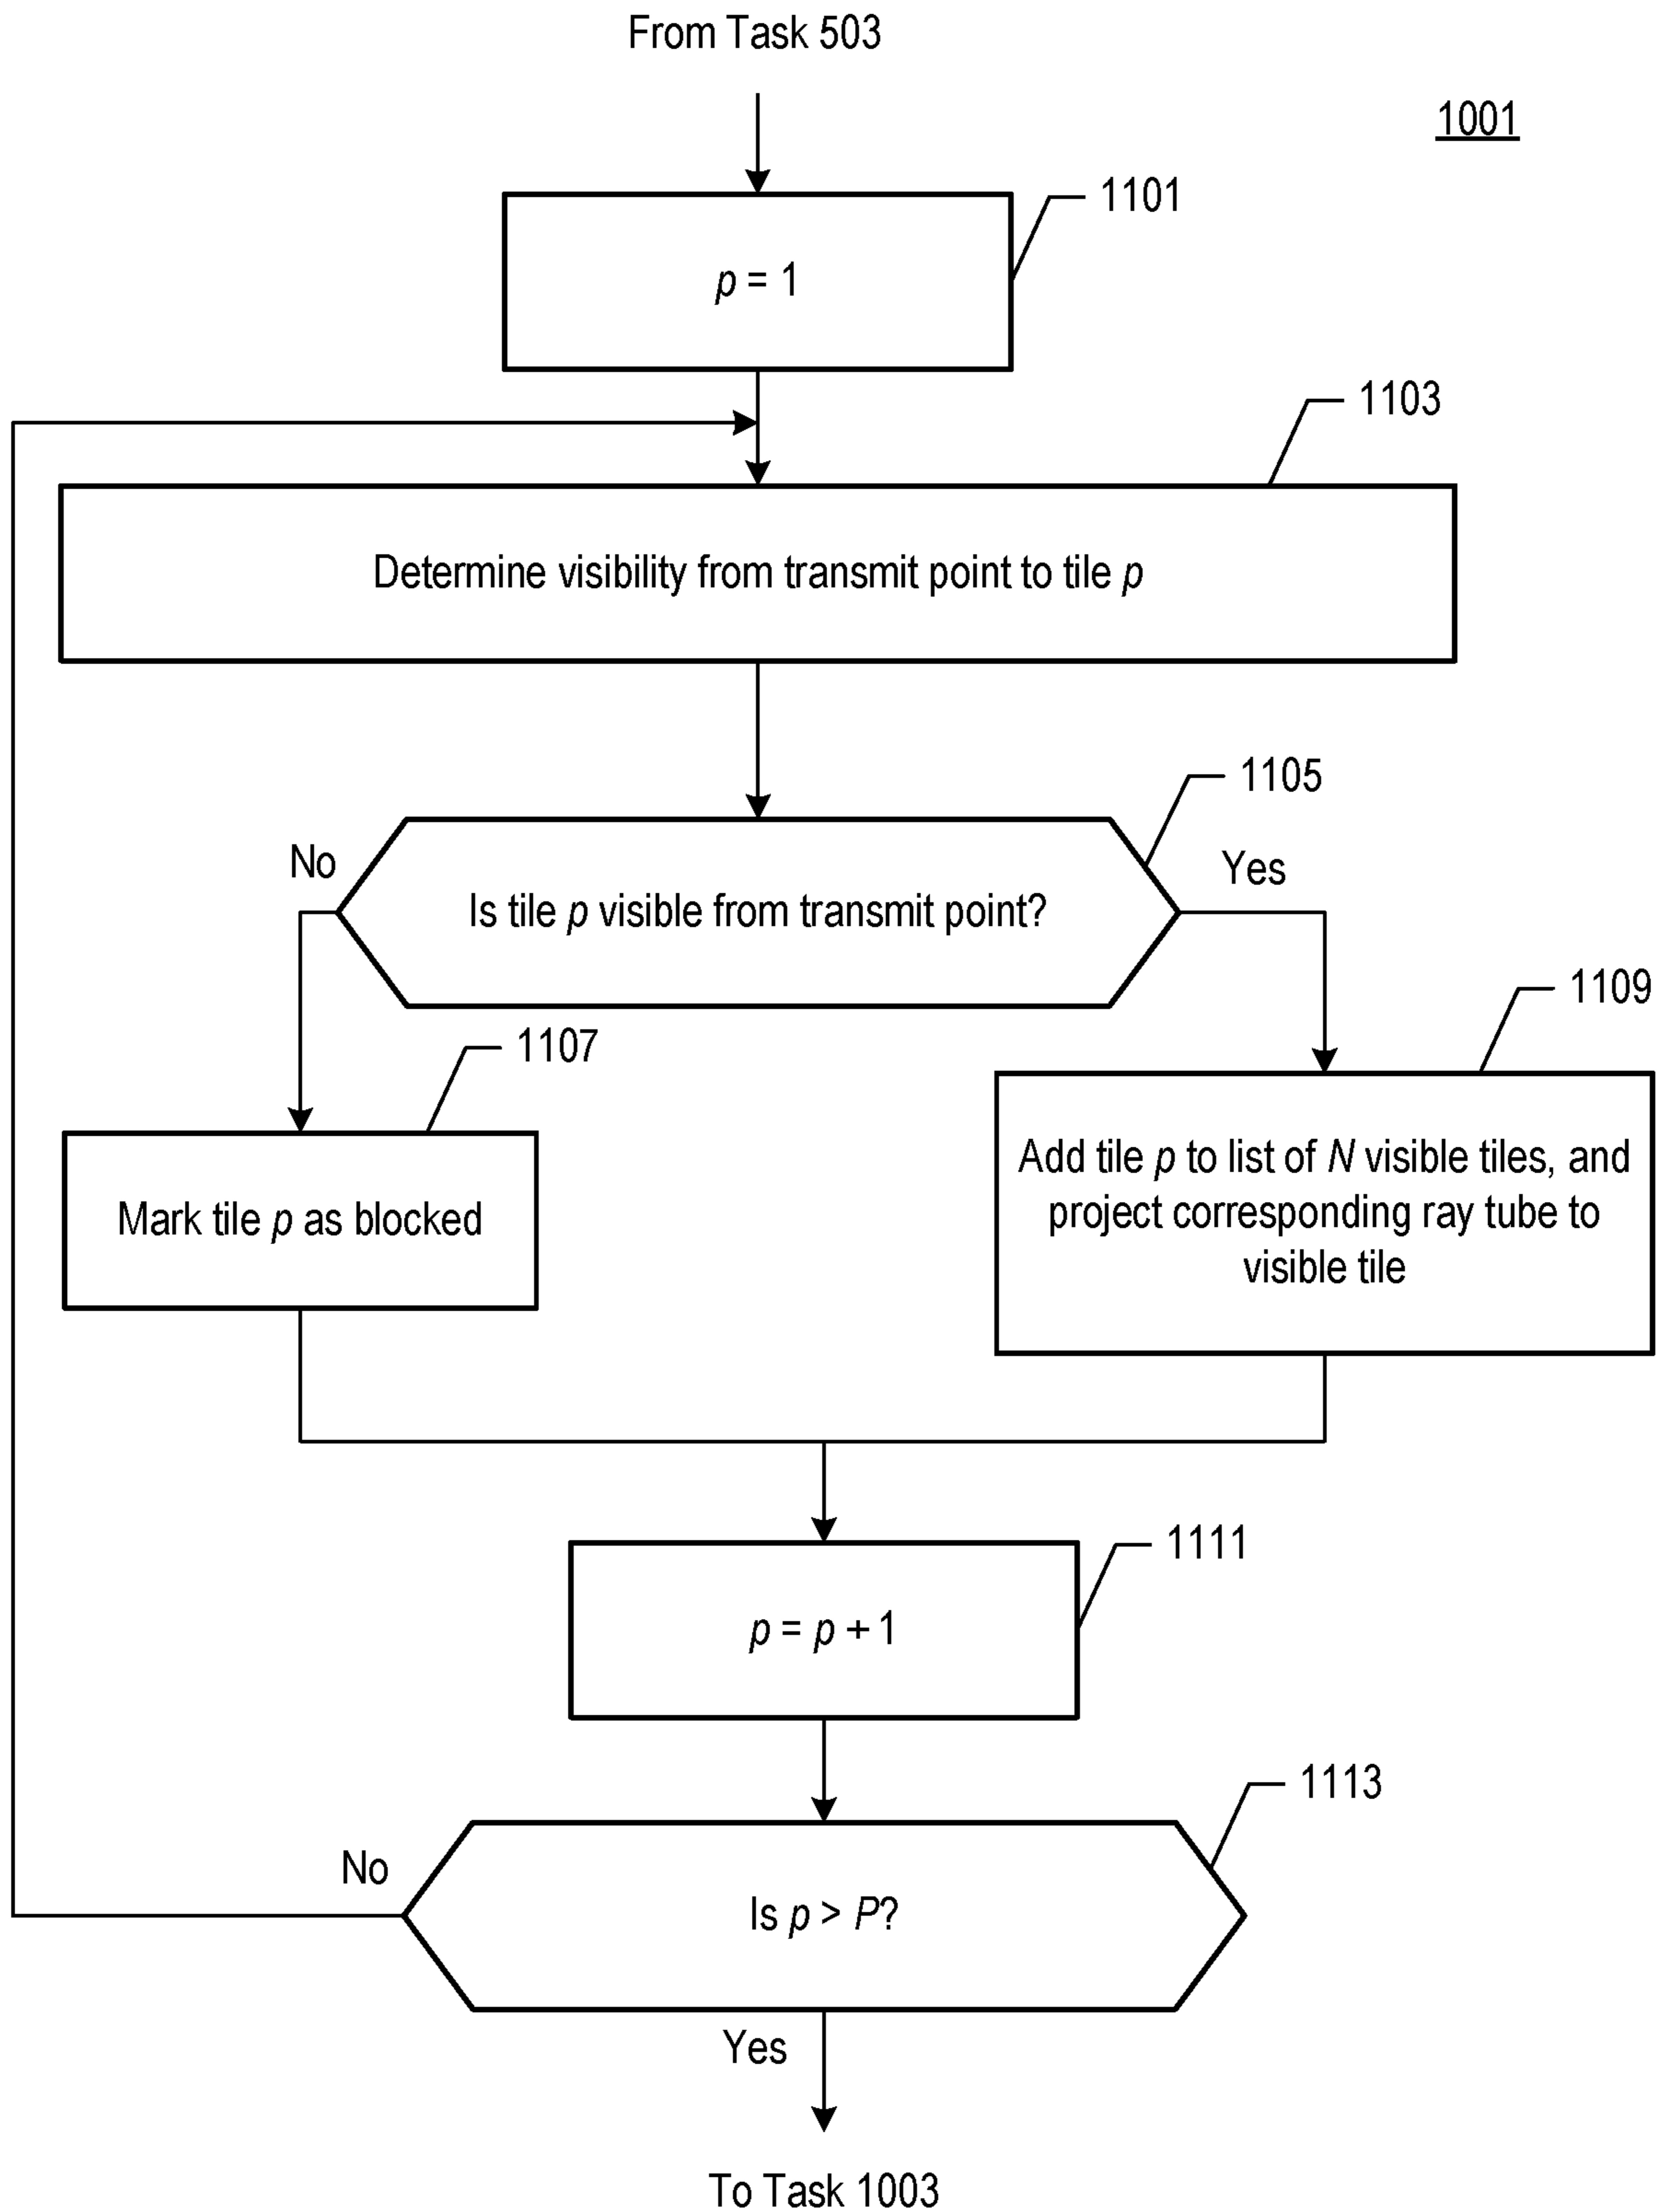 From Task 503
1001
1101
p = 1
1103
Determine visibility from transmit point to tile p
1105
No
Yes
Is tile p visible from transmit point?
1109
1107
Add tile p to list of N visible tiles, and
project corresponding ray tube to
visible tile
Mark tile p as blocked
1111
p = p + 1
1113
No
Is p > P?
Yes
To Task 1003